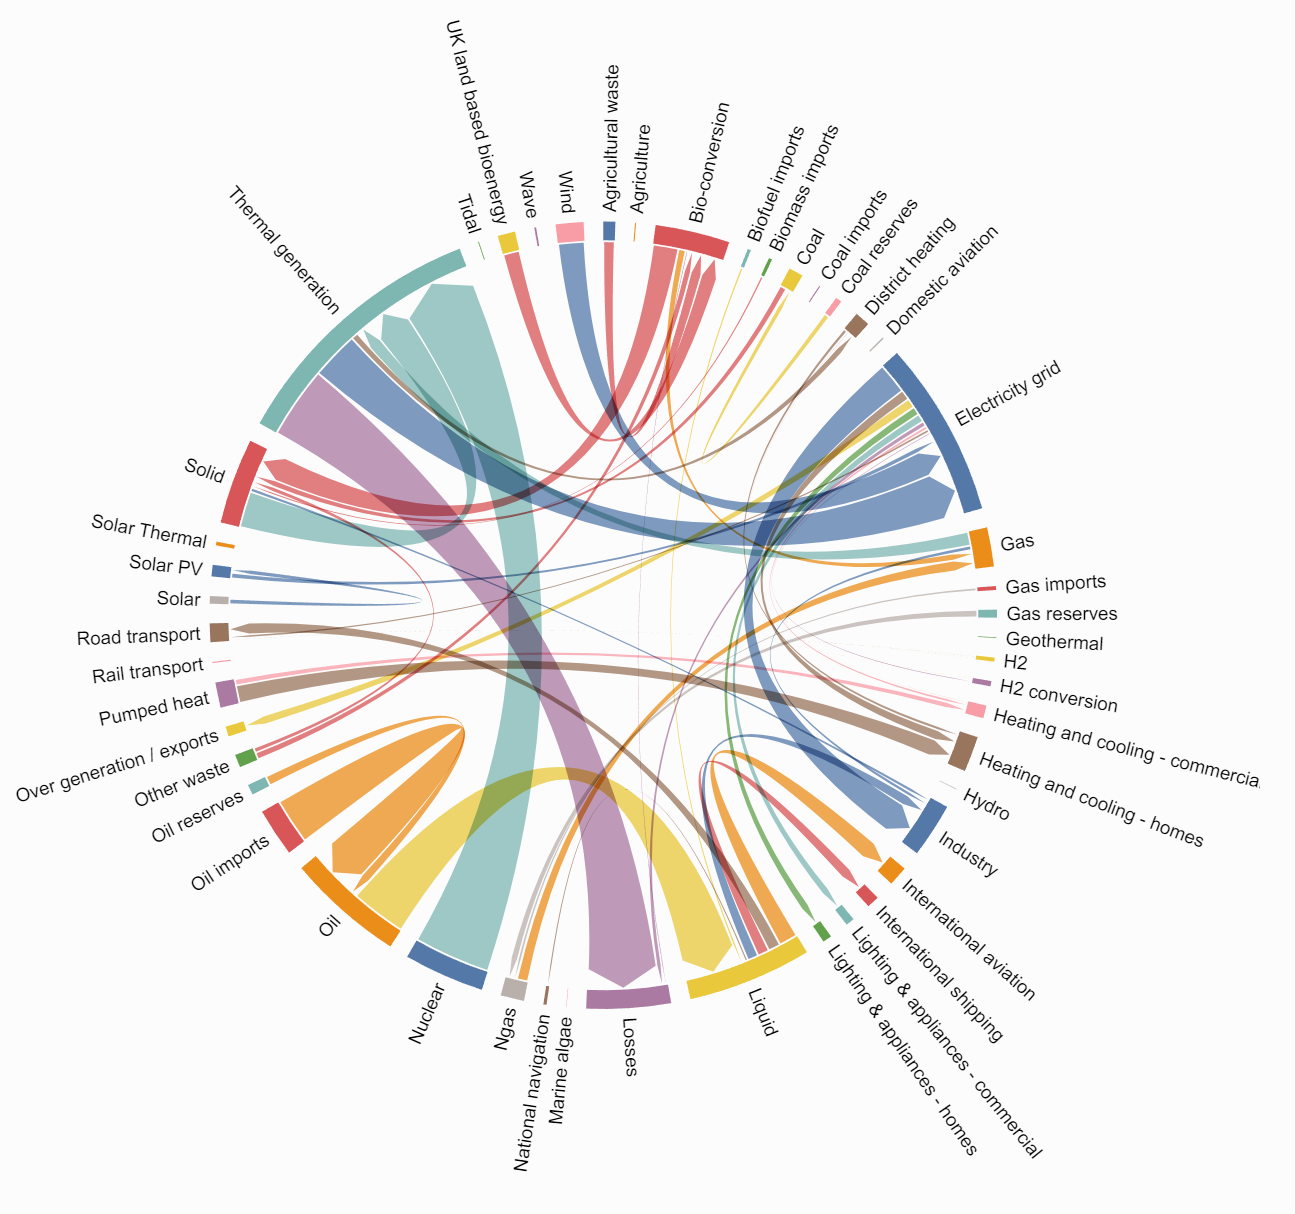 UK land based bioenergy
Wave
Wind
Agricultural waste
Agriculture
Bio-conversion
Biofuel imports
Biomass imports
Coal
Coal imports
Coal reserves
District heating
Domestic aviation
Electricity grid
Gas
Gas imports
Gas reserves
Geothermal
H2
H2 conversion
Heating and cooling - commercia
Heating and cooling - homes
Hydro
Industry
International aviation
International shipping
Lighting & appliances - commercial
Lighting & appliances - homes
Liquid
Losses
Marine algae
National navigation
Ngas
Nuclear
Oil
Oil imports
Oil reserves
Other waste
Over generation / exports
Pumped heat
Rail transport
Road transport
Solar
Solar PV
Solar Thermal
Solid
Thermal generation
Tidal